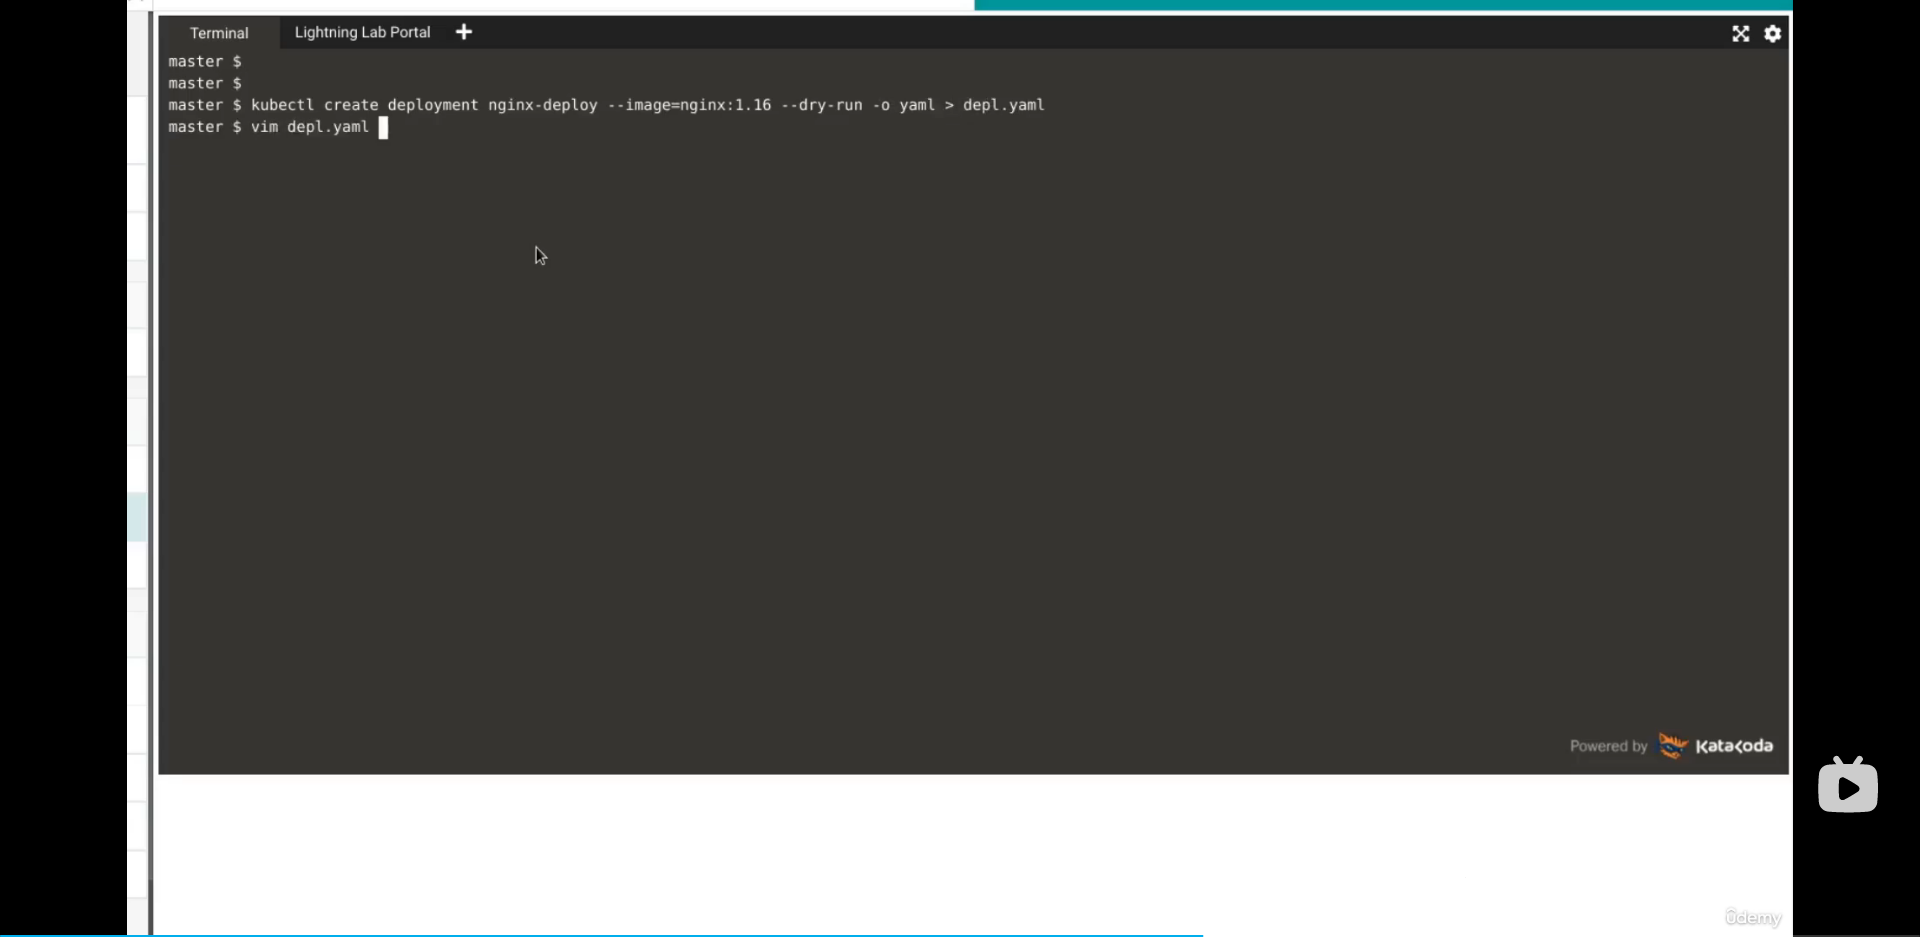 Terminal
Lightning Lab Portal
master $
master $
master $ kubectl create deployment nginx-deploy --image=nginx:1.16 --dry-run -o yaml > depl.yaml
master $ vim depl.yaml
Powered by Katacoda
ûdemy